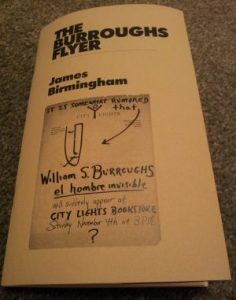 THE
BURROUGHS
FLYER
James
Birmingham
IT IS SOMEWHAT RUMORED
that
CITY LIGHTS
William S. Burroughs
el hombre invisible
will suddenly appear at
CITY LIGHTS BOOKSTORE
?